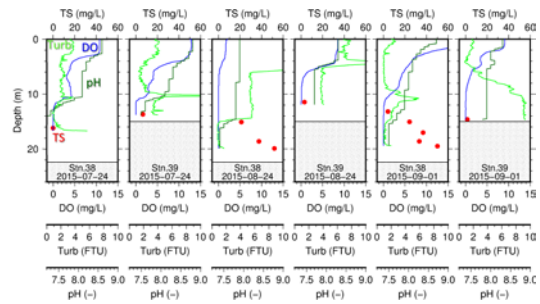 TS (mg/L) TS (mg/L) TS (mg/L) TS (mg/L) TS (mg/L) TS (mg/L)
0 20 40 60 0 20 40 60 0 20 40 60 0 20 40 60 0 20 40 60 0 20 40 60
0
Turb DO
pH
10
Depth (m)
TS
20
Stn.38 Stn.39 Stn.38 Stn.39 Stn.38 Stn.39
2015-07-24 2015-07-24 2015-08-24 2015-08-24 2015-09-01 2015-09-01
0 5 10 15 0 5 10 15 0 5 10 15 0 5 10 15 0 5 10 15 0 5 10 15
DO (mg/L) DO (mg/L) DO (mg/L) DO (mg/L) DO (mg/L) DO (mg/L)
0 2 4 6 8 10 0 2 4 6 8 10 0 2 4 6 8 10 0 2 4 6 8 10 0 2 4 6 8 10 0 2 4 6 8 10
Turb (FTU) Turb (FTU) Turb (FTU) Turb (FTU) Turb (FTU) Turb (FTU)
7.5 8.0 8.5 9.0 7.5 8.0 8.5 9.0 7.5 8.0 8.5 9.0 7.5 8.0 8.5 9.0 7.5 8.0 8.5 9.0 7.5 8.0 8.5 9.0
pH (−) pH (−) pH (−) pH (−) pH (−) pH (−)